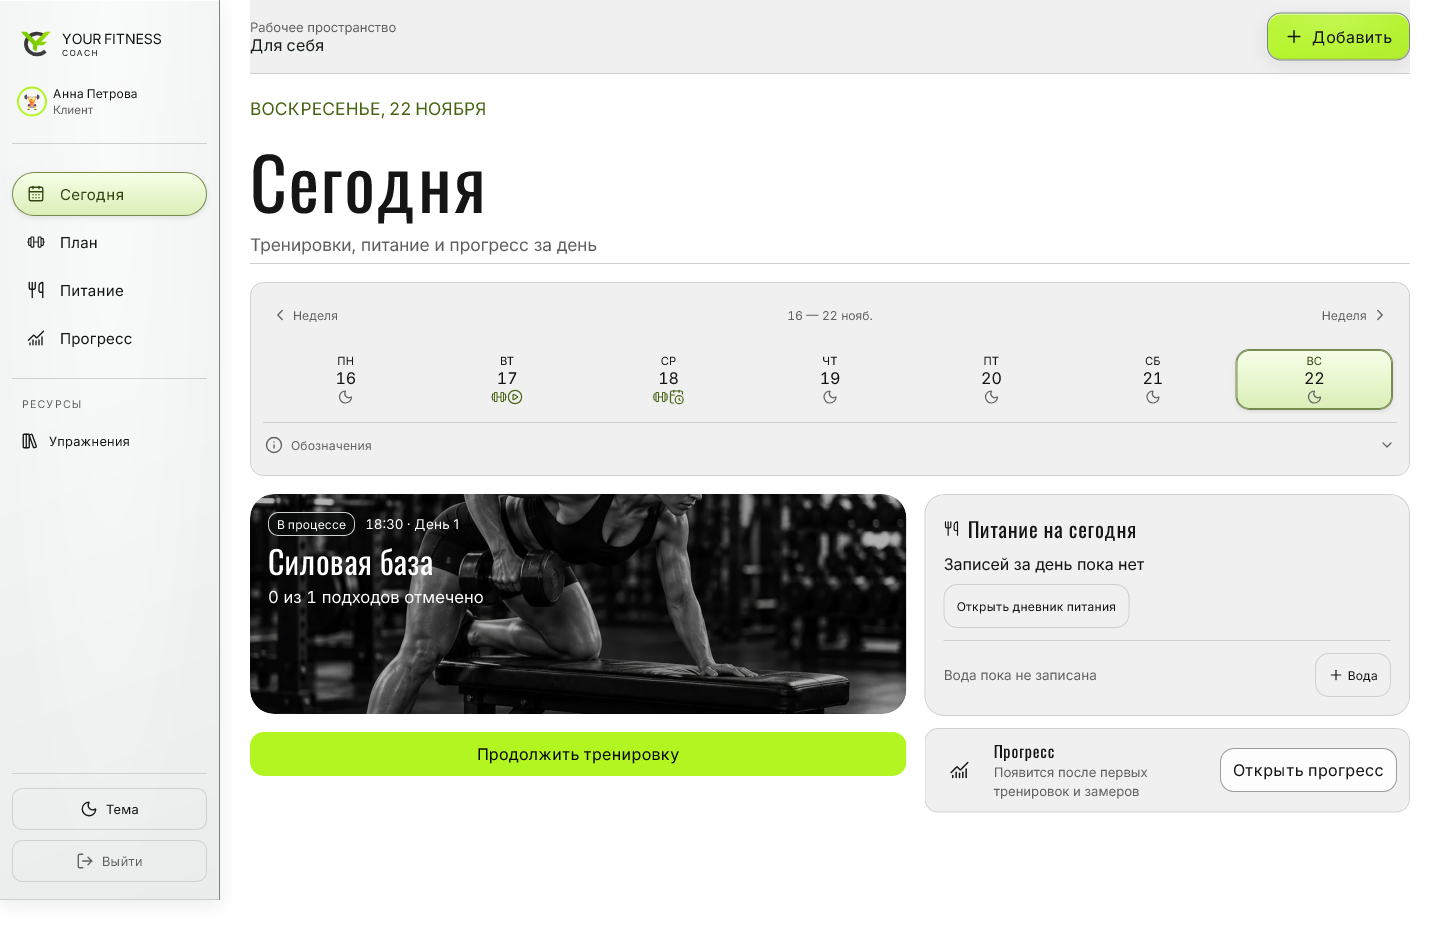 YOUR FITNESS
COACH
Анна Петрова
Клиент
Сегодня
План
Питание
Прогресс
РЕСУРСЫ
Упражнения
Тема
Выйти
Рабочее пространство
Для себя
Добавить
ВОСКРЕСЕНЬЕ, 22 НОЯБРЯ
Сегодня
Тренировки, питание и прогресс за день
Неделя
16 — 22 нояб.
Неделя
ПН ВТ СР ЧТ ПТ СБ ВС
16 17 18 19 20 21 22
Обозначения
В процессе 18:30 · День 1
Силовая база
0 из 1 подходов отмечено
Продолжить тренировку
Питание на сегодня
Записей за день пока нет
Открыть дневник питания
Вода пока не записана
Вода
Прогресс
Появится после первых
тренировок и замеров
Открыть прогресс